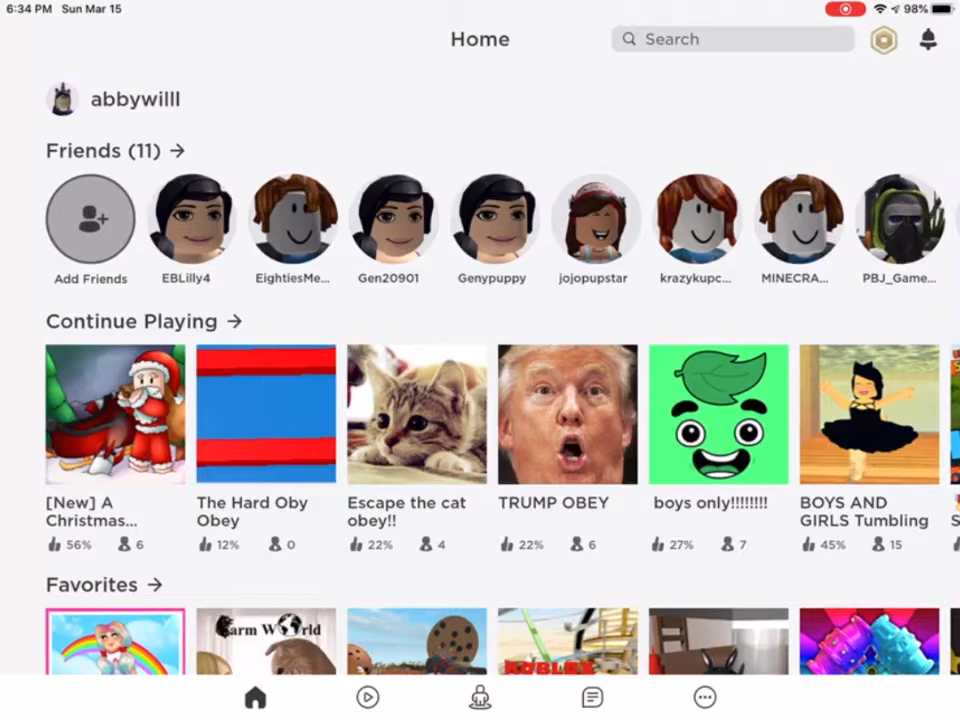 6:34 PM Sun Mar 15
98%
Home
Search
abbywilll
Friends (11) →
Add Friends
EBLilly4
EightiesMe...
Gen20901
Genypuppy
jojopupstar
krazykupc...
MINECRA...
PBJ_Game...
Continue Playing →
[New] A
Christmas...
56% 6
The Hard Oby
Obey
12% 0
Escape the cat
obey!!
22% 4
TRUMP OBEY
22% 6
boys only!!!!!!!!
27% 7
BOYS AND
GIRLS Tumbling
45% 15
Favorites →
Farm World
ROBLOX